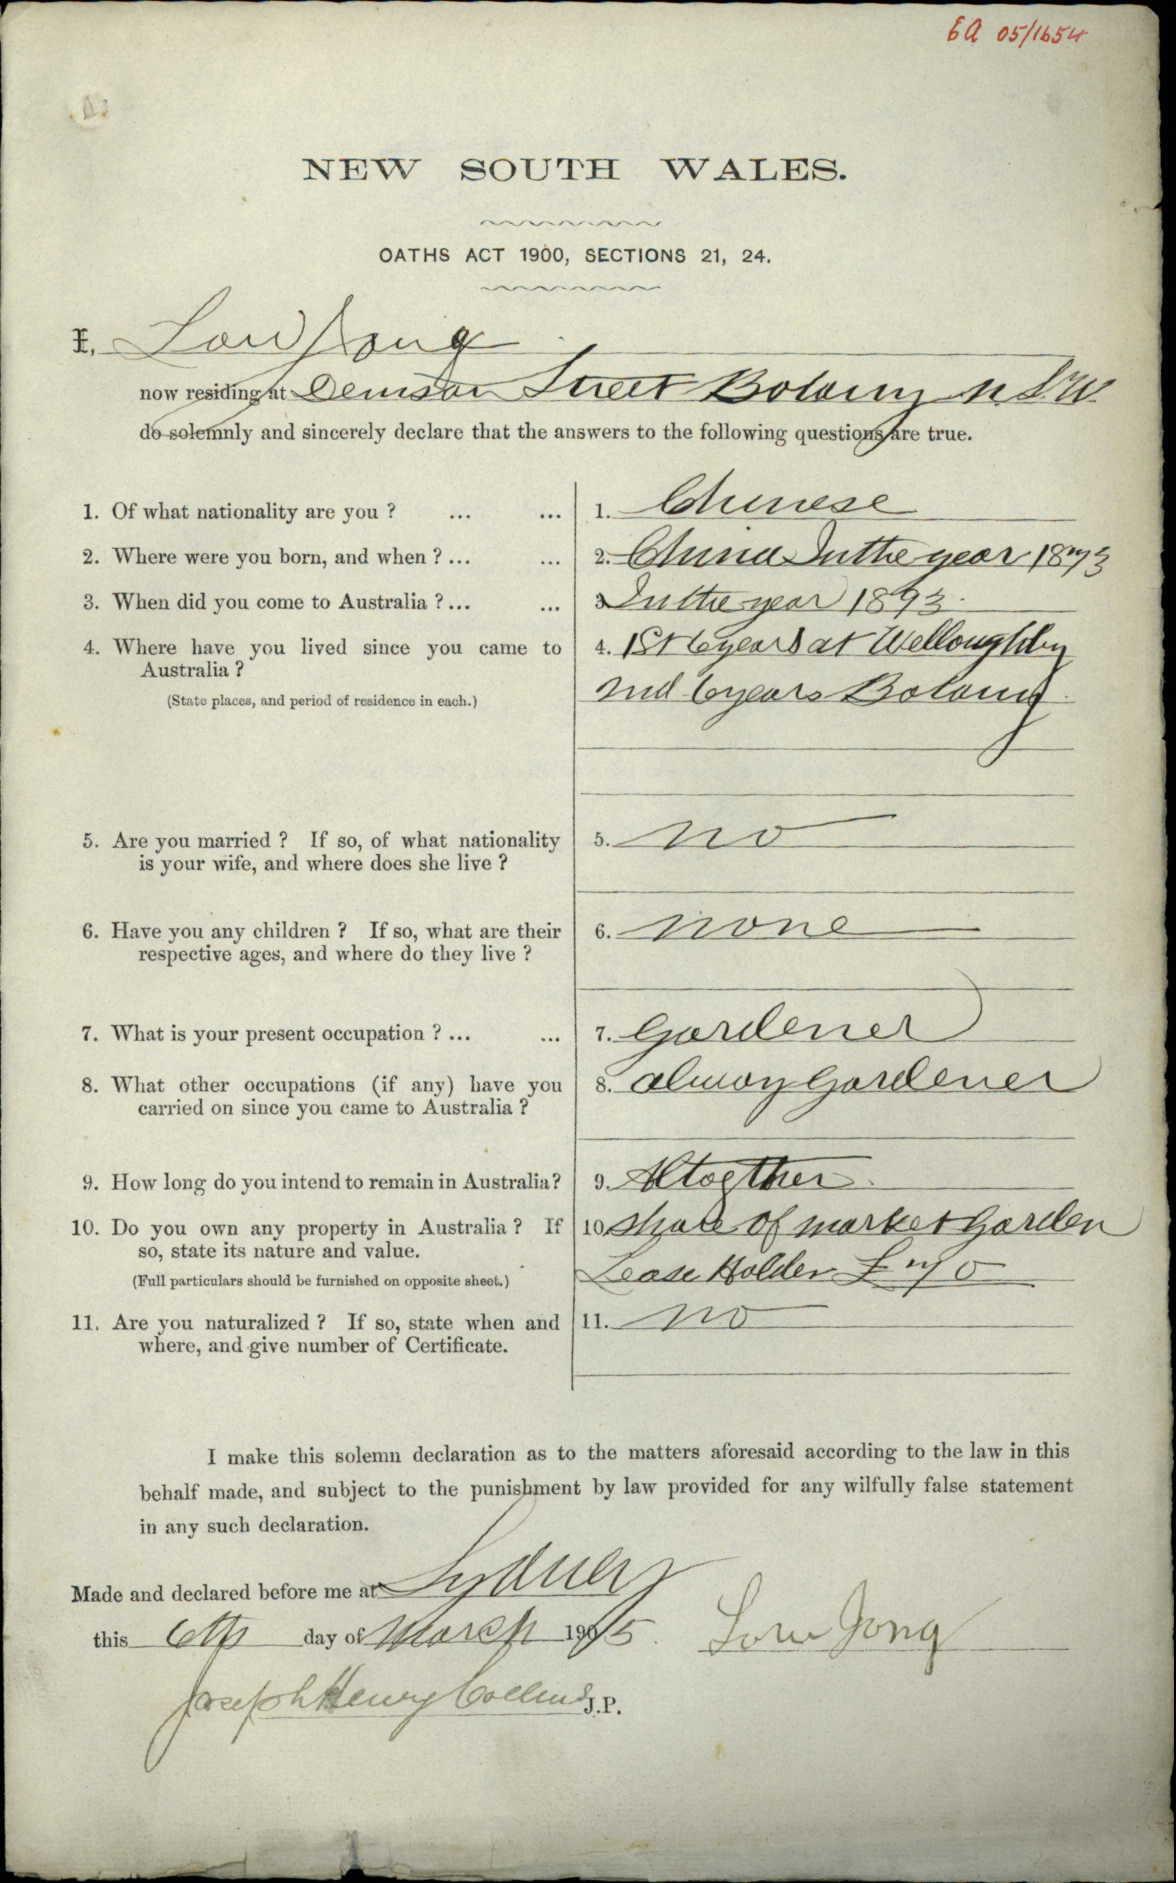 EA 05/1654
NEW SOUTH WALES.
OATHS ACT 1900, SECTIONS 21, 24.
I, Low Jong
now residing at Denison Street Botany N.S.W.
do solemnly and sincerely declare that the answers to the following questions are true.
1. Of what nationality are you ? ... ... 1. Chinese
2. Where were you born, and when ? ... ... 2. China In the year 1873
3. When did you come to Australia ? ... ... 3 In the year 1893.
4. Where have you lived since you came to 4. 1st 6 years at Welloughby
Australia ?
(State places, and period of residence in each.) 2nd 6 years Botany
5. Are you married ? If so, of what nationality 5. no
is your wife, and where does she live ?
6. Have you any children ? If so, what are their 6. none
respective ages, and where do they live ?
7. What is your present occupation ? ... ... 7. Gardener
8. What other occupations (if any) have you 8. alway Gardener
carried on since you came to Australia ?
9. How long do you intend to remain in Australia? 9. Altogther.
10. Do you own any property in Australia ? If 10. share of market Garden
so, state its nature and value.
(Full particulars should be furnished on opposite sheet.) Lease Holder £70
11. Are you naturalized ? If so, state when and 11. no
where, and give number of Certificate.
I make this solemn declaration as to the matters aforesaid according to the law in this
behalf made, and subject to the punishment by law provided for any wilfully false statement
in any such declaration.
Made and declared before me at Sydney
this 6th day of March 1905. Low Jong
Joseph Henry Collins J.P.